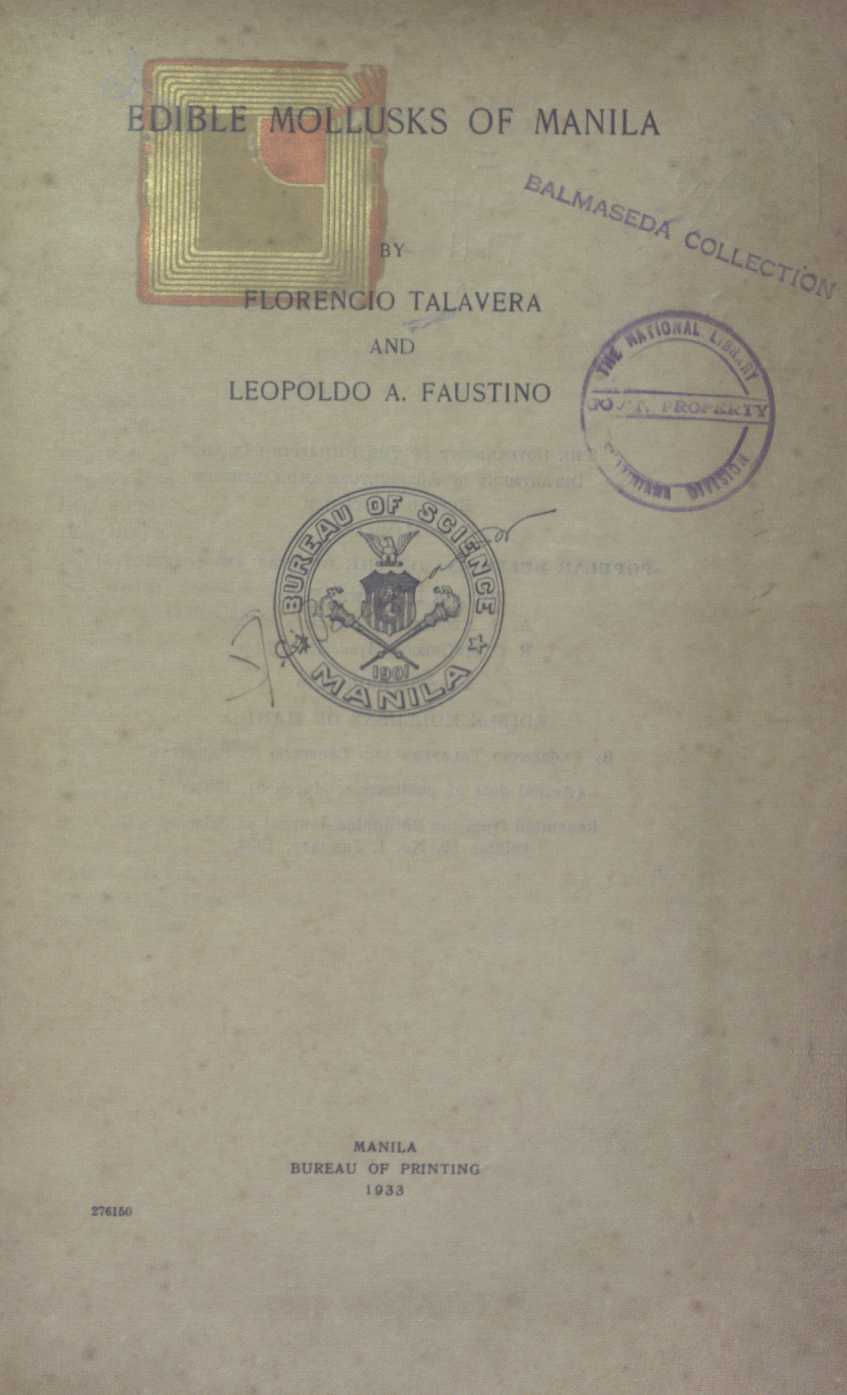 EDIBLE MOLLUSKS OF MANILA
BALMASEDA COLLECTION
BY
FLORENCIO TALAVERA
AND
LEOPOLDO A. FAUSTINO
THE NATIONAL LIBRARY
GOV'T. PROPERTY
FILIPINIANA DIVISION
BUREAU OF SCIENCE
1901
MANILA
MANILA
BUREAU OF PRINTING
1933
276150